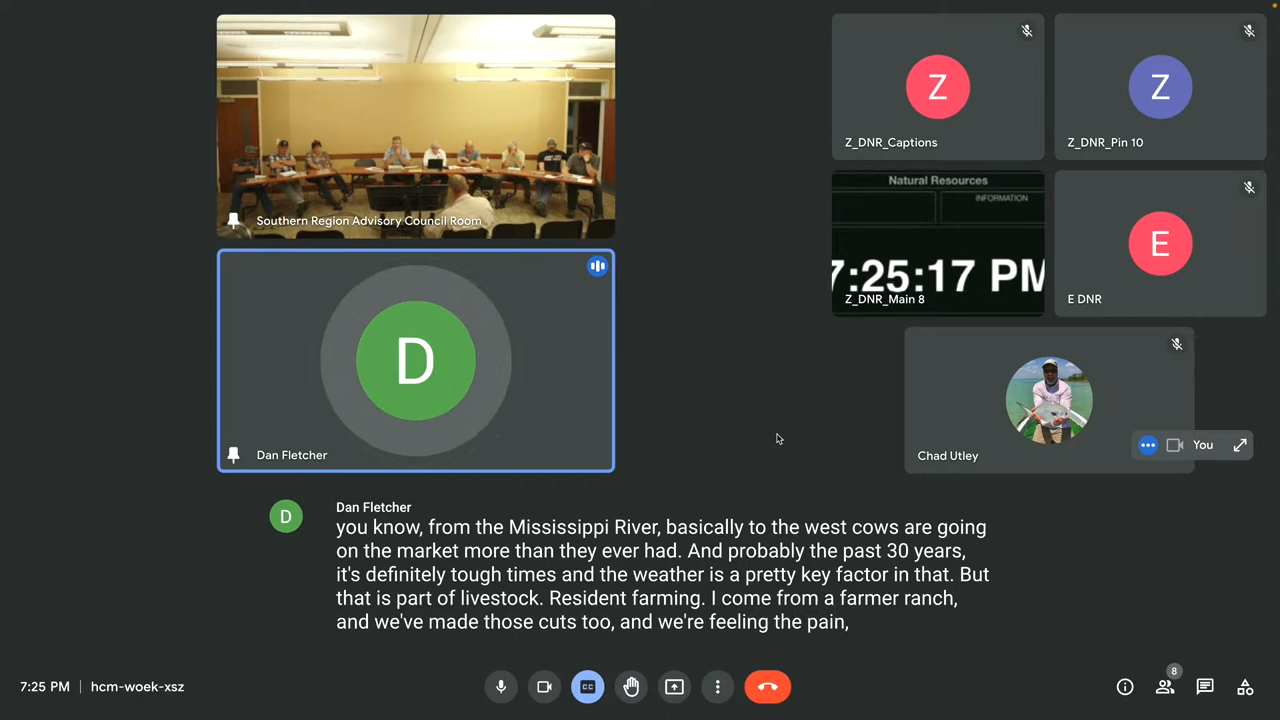 Southern Region Advisory Council Room
Z
Z_DNR_Captions
Z
Z_DNR_Pin 10
Natural Resources
INFORMATION
7:25:17 PM
Z_DNR_Main 8
E
E DNR
D
Dan Fletcher
Chad Utley
You
D
Dan Fletcher
you know, from the Mississippi River, basically to the west cows are going
on the market more than they ever had. And probably the past 30 years,
it's definitely tough times and the weather is a pretty key factor in that. But
that is part of livestock. Resident farming. I come from a farmer ranch,
and we've made those cuts too, and we're feeling the pain,
7:25 PM
hcm-woek-xsz
CC
8